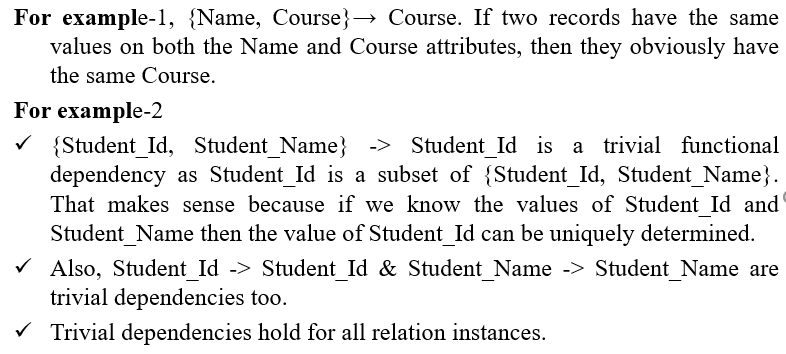 For example-1, {Name, Course}→ Course. If two records have the same
values on both the Name and Course attributes, then they obviously have
the same Course.
For example-2
✓ {Student_Id, Student_Name} -> Student_Id is a trivial functional
dependency as Student_Id is a subset of {Student_Id, Student_Name}.
That makes sense because if we know the values of Student_Id and
Student_Name then the value of Student_Id can be uniquely determined.
✓ Also, Student_Id -> Student_Id & Student_Name -> Student_Name are
trivial dependencies too.
✓ Trivial dependencies hold for all relation instances.